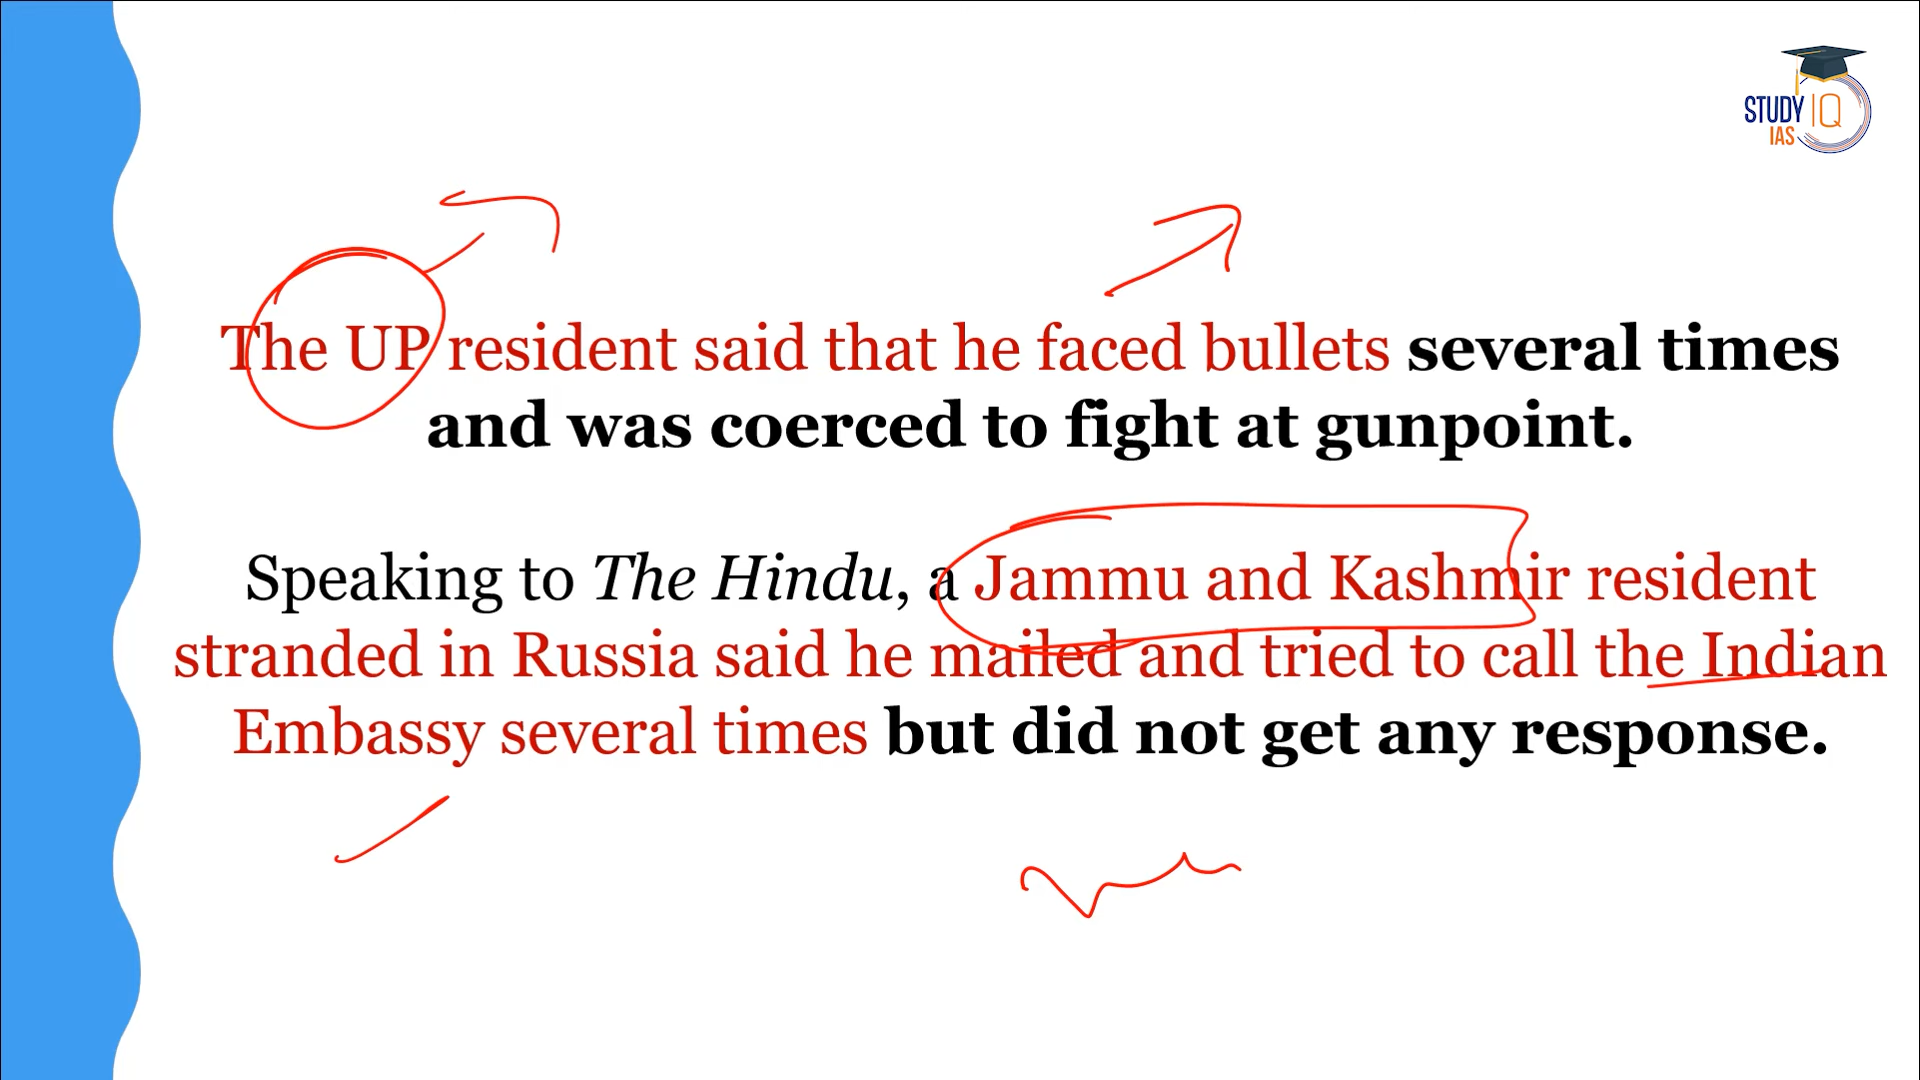 STUDY IQ
IAS
The UP resident said that he faced bullets several times
and was coerced to fight at gunpoint.
Speaking to The Hindu, a Jammu and Kashmir resident
stranded in Russia said he mailed and tried to call the Indian
Embassy several times but did not get any response.